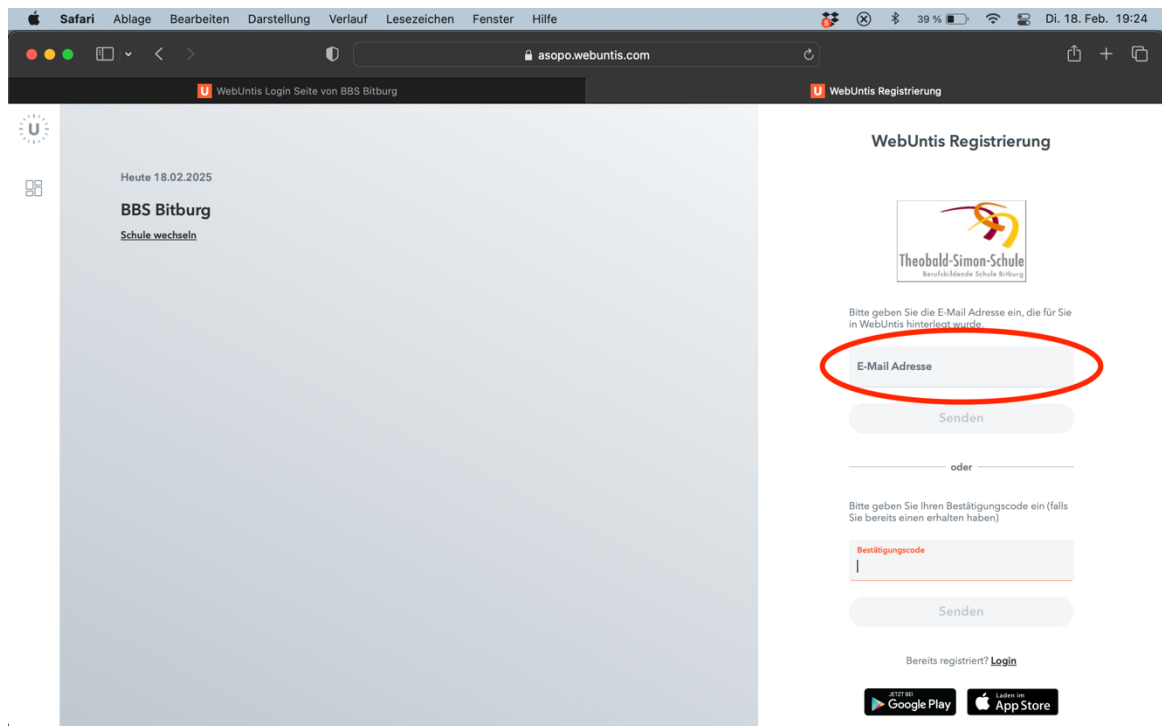 Safari Ablage Bearbeiten Darstellung Verlauf Lesezeichen Fenster Hilfe 5 39 % Di. 18. Feb. 19:24
asopo.webuntis.com
U WebUntis Login Seite von BBS Bitburg
U WebUntis Registrierung
U
Heute 18.02.2025
BBS Bitburg
Schule wechseln
WebUntis Registrierung
Theobald-Simon-Schule
Berufsbildende Schule Bitburg
Bitte geben Sie die E-Mail Adresse ein, die für Sie
in WebUntis hinterlegt wurde.
E-Mail Adresse
Senden
oder
Bitte geben Sie Ihren Bestätigungscode ein (falls
Sie bereits einen erhalten haben)
Bestätigungscode
Senden
Bereits registriert? Login
JETZT BEI
Google Play
Laden im
App Store